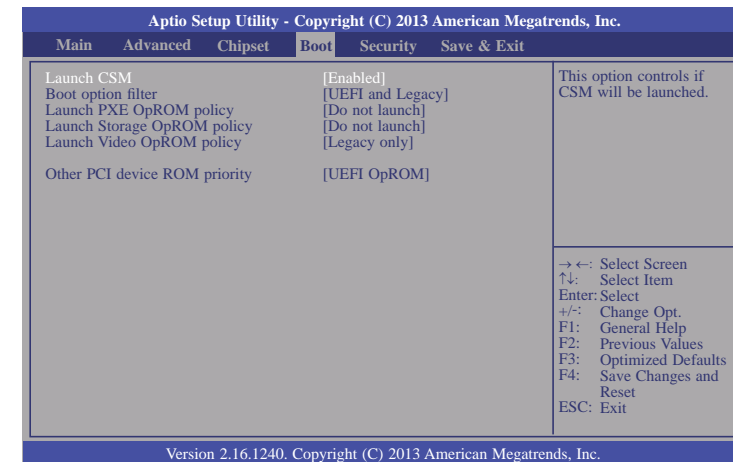 Aptio Setup Utility - Copyright (C) 2013 American Megatrends, Inc.
Main Advanced Chipset Boot Security Save & Exit
Launch CSM [Enabled]
Boot option filter [UEFI and Legacy]
Launch PXE OpROM policy [Do not launch]
Launch Storage OpROM policy [Do not launch]
Launch Video OpROM policy [Legacy only]
Other PCI device ROM priority [UEFI OpROM]
This option controls if
CSM will be launched.
→ ←: Select Screen
↑↓: Select Item
Enter: Select
+/-: Change Opt.
F1: General Help
F2: Previous Values
F3: Optimized Defaults
F4: Save Changes and
Reset
ESC: Exit
Version 2.16.1240. Copyright (C) 2013 American Megatrends, Inc.